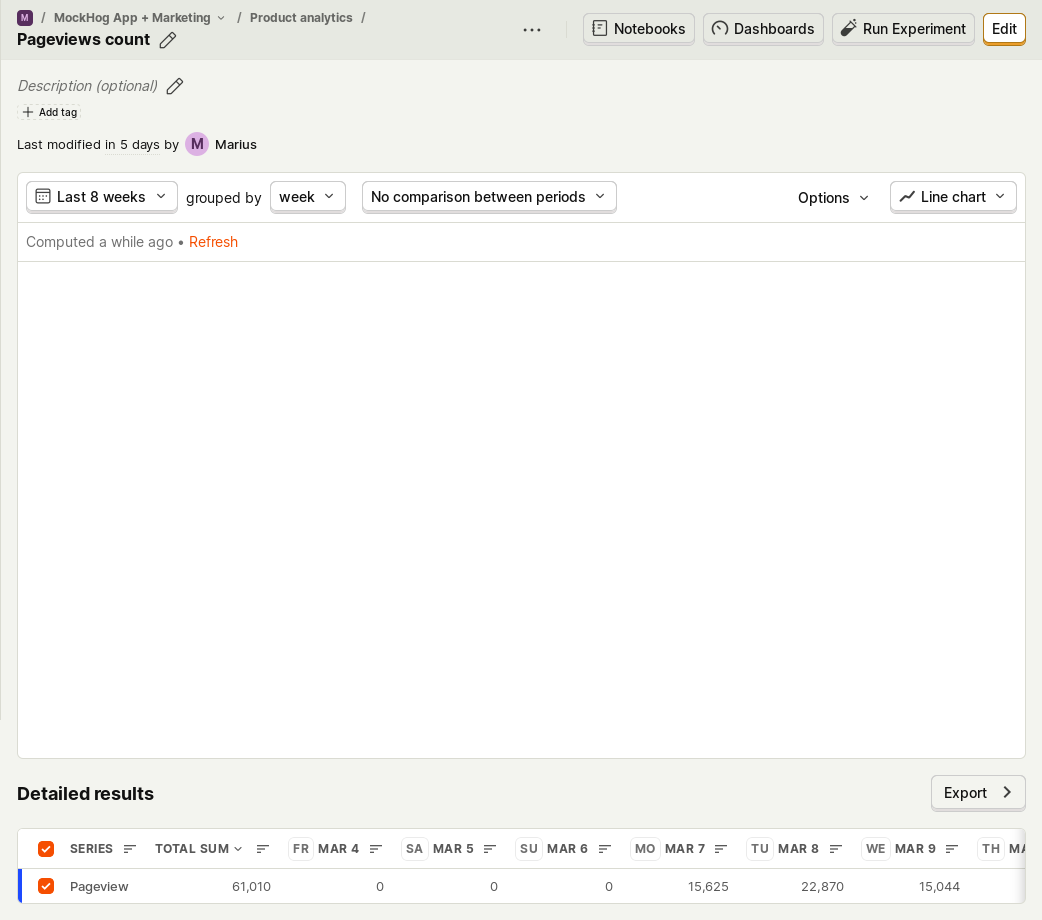 M / MockHog App + Marketing / Product analytics /
Pageviews count
Notebooks
Dashboards
Run Experiment
Edit
Description (optional)
Add tag
Last modified in 5 days by M Marius
Last 8 weeks grouped by week No comparison between periods Options Line chart
Computed a while ago • Refresh
Detailed results
Export
SERIES TOTAL SUM FR MAR 4 SA MAR 5 SU MAR 6 MO MAR 7 TU MAR 8 WE MAR 9 TH
Pageview 61,010 0 0 0 15,625 22,870 15,044